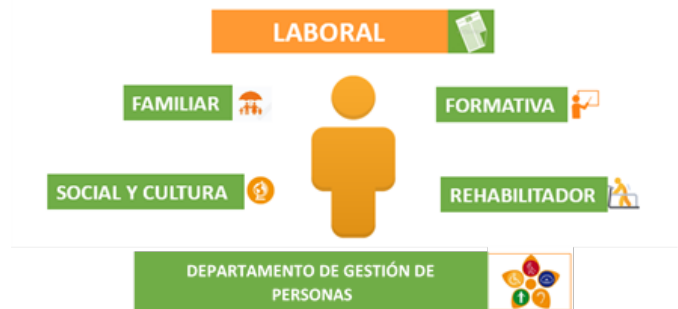 LABORAL
FAMILIAR
FORMATIVA
SOCIAL Y CULTURA
REHABILITADOR
DEPARTAMENTO DE GESTIÓN DE
PERSONAS